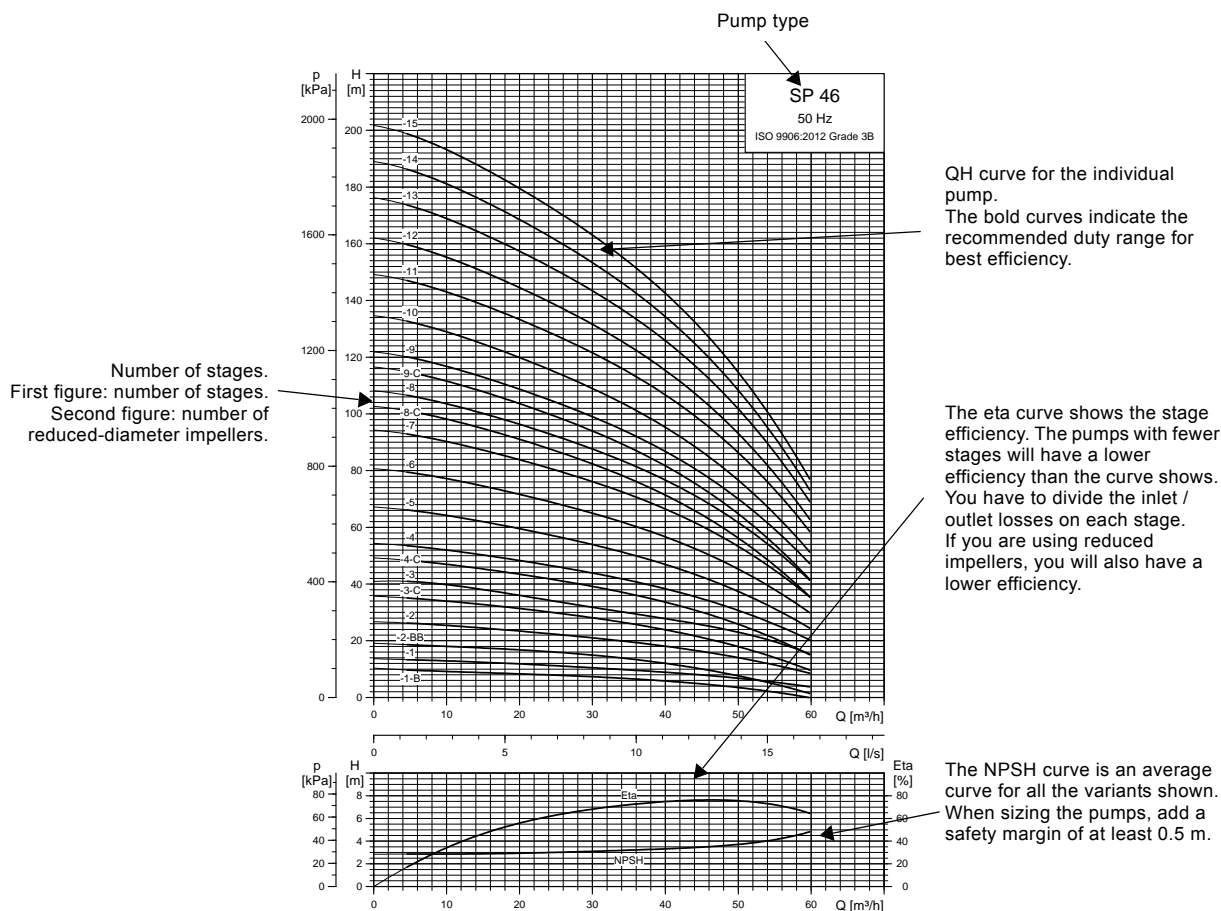 Pump type
p
[kPa]
H
[m]
SP 46
50 Hz
ISO 9906:2012 Grade 3B
2000
1600
1200
800
400
0
200
180
160
140
120
100
80
60
40
20
0
-15
-14
-13
-12
-11
-10
-9
-9-C
-8
-8-C
-7
-6
-5
-4
-4-C
-3
-3-C
-2
-2-BB
-1
-1-B
0 10 20 30 40 50 60 Q [m³/h]
0 5 10 15 Q [l/s]
QH curve for the individual
pump.
The bold curves indicate the
recommended duty range for
best efficiency.
Number of stages.
First figure: number of stages.
Second figure: number of
reduced-diameter impellers.
The eta curve shows the stage
efficiency. The pumps with fewer
stages will have a lower
efficiency than the curve shows.
You have to divide the inlet /
outlet losses on each stage.
If you are using reduced
impellers, you will also have a
lower efficiency.
p
[kPa]
H
[m]
Eta
[%]
80
60
40
20
0
8
6
4
2
0
Eta
NPSH
80
60
40
20
0
0 10 20 30 40 50 60 Q [m³/h]
The NPSH curve is an average
curve for all the variants shown.
When sizing the pumps, add a
safety margin of at least 0.5 m.